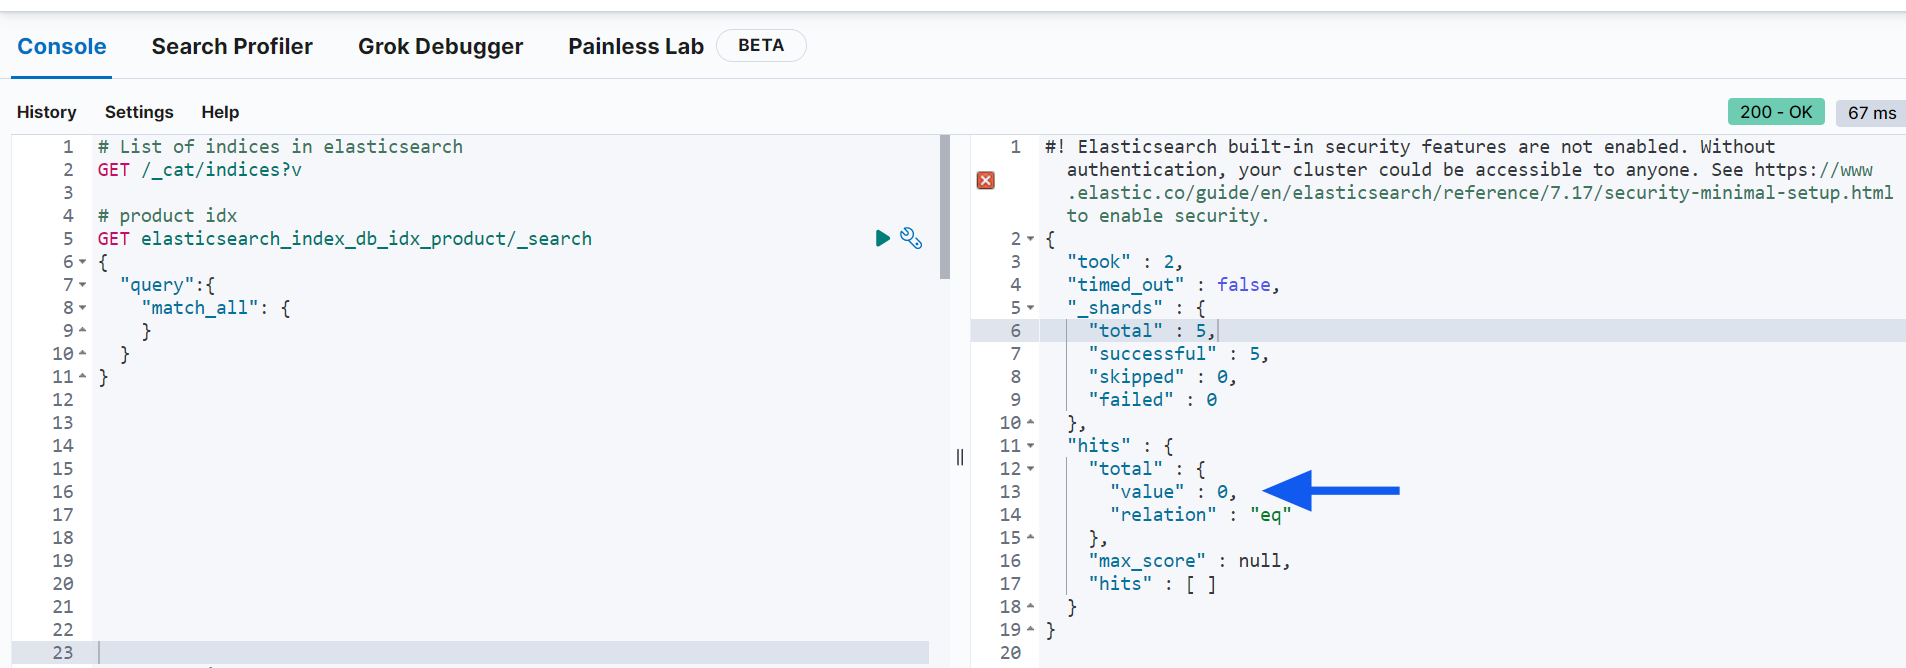 Console Search Profiler Grok Debugger Painless Lab BETA
History Settings Help 200 - OK 67 ms
1 # List of indices in elasticsearch
2 GET /_cat/indices?v
3
4 # product idx
5 GET elasticsearch_index_db_idx_product/_search
6 {
7 "query":{
8 "match_all": {
9 }
10 }
11 }
12
13
14
15
16
17
18
19
20
21
22
23
1 #! Elasticsearch built-in security features are not enabled. Without
authentication, your cluster could be accessible to anyone. See https://www
.elastic.co/guide/en/elasticsearch/reference/7.17/security-minimal-setup.html
to enable security.
2 {
3 "took" : 2,
4 "timed_out" : false,
5 "_shards" : {
6 "total" : 5,
7 "successful" : 5,
8 "skipped" : 0,
9 "failed" : 0
10 },
11 "hits" : {
12 "total" : {
13 "value" : 0,
14 "relation" : "eq"
15 },
16 "max_score" : null,
17 "hits" : [ ]
18 }
19 }
20